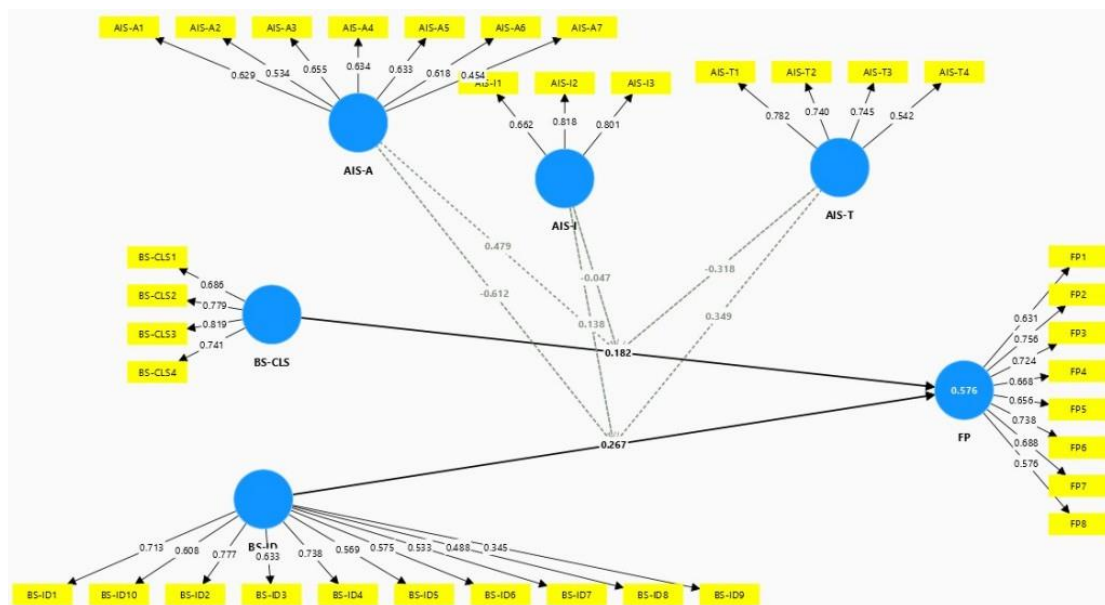 AIS-A1 AIS-A2 AIS-A3 AIS-A4 AIS-A5 AIS-A6 AIS-A7
0.629 0.534 0.655 0.634 0.633 0.618 0.454
AIS-A
AIS-I1 AIS-I2 AIS-I3
0.662 0.818 0.801
AIS-I
AIS-T1 AIS-T2 AIS-T3 AIS-T4
0.782 0.740 0.745 0.542
AIS-T
0.479 -0.047 -0.318
-0.612 0.138 0.349
BS-CLS1
0.686
BS-CLS2
0.779
BS-CLS3
0.819
BS-CLS4
0.741
BS-CLS
0.182
0.267
FP1
0.631
FP2
0.756
FP3
0.724
FP4
0.668
FP5
0.656
FP6
0.738
FP7
0.688
FP8
0.576
0.576
FP
BS-ID
0.713 0.608 0.777 0.633 0.738 0.569 0.575 0.533 0.488 0.345
BS-ID1 BS-ID10 BS-ID2 BS-ID3 BS-ID4 BS-ID5 BS-ID6 BS-ID7 BS-ID8 BS-ID9